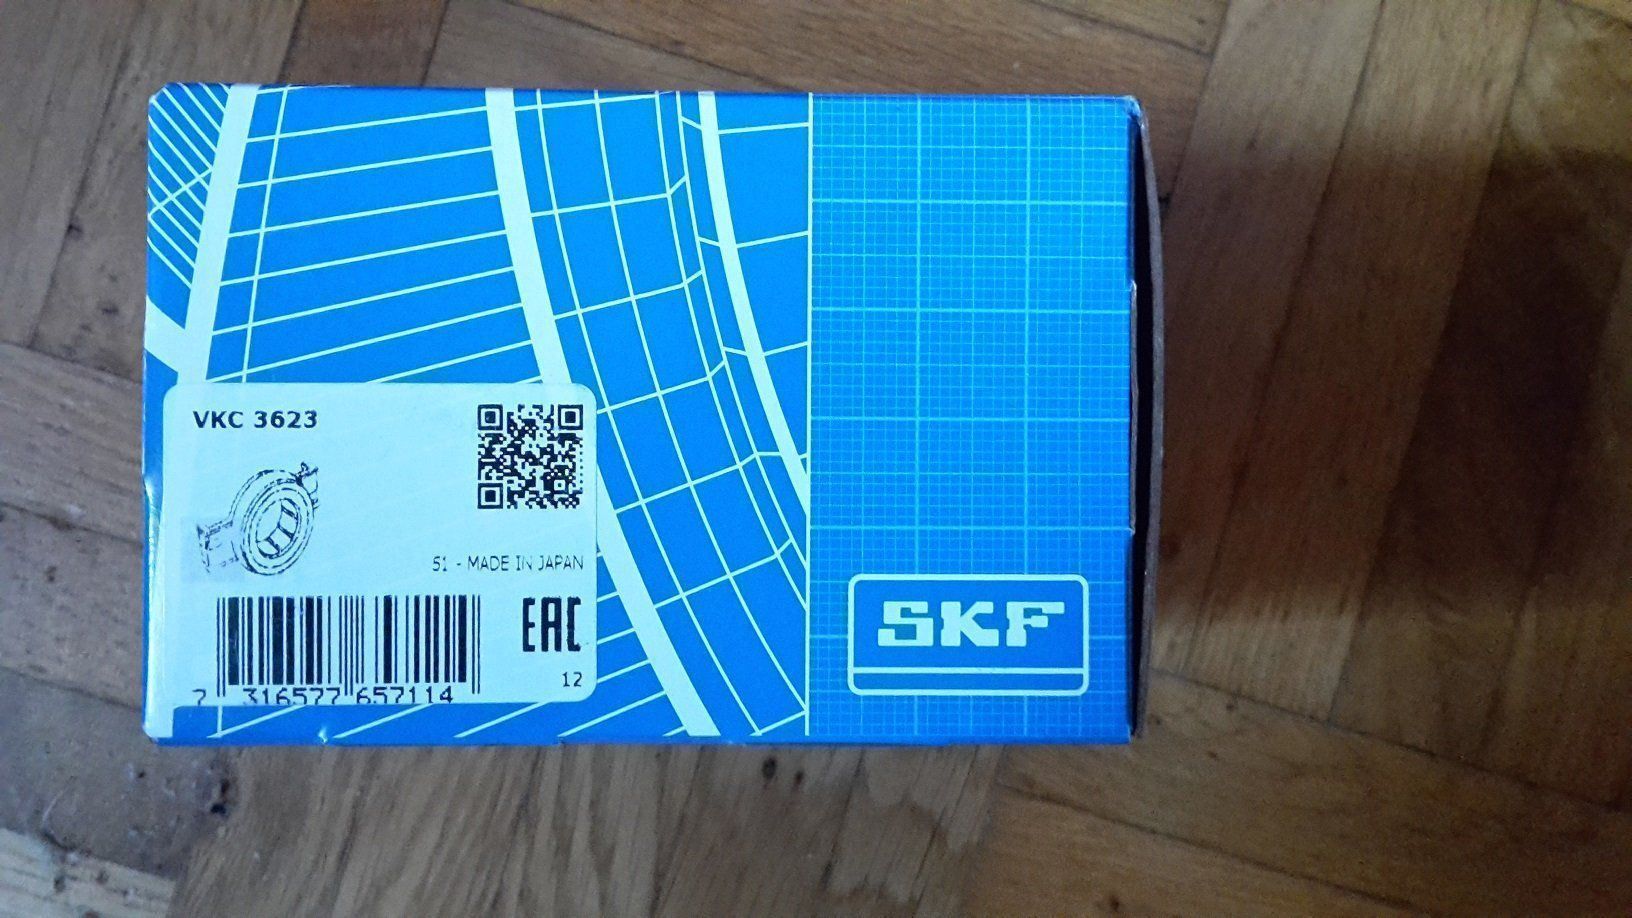 VKC 3623
51 - MADE IN JAPAN
EAC
12
7 316577 657114
SKF